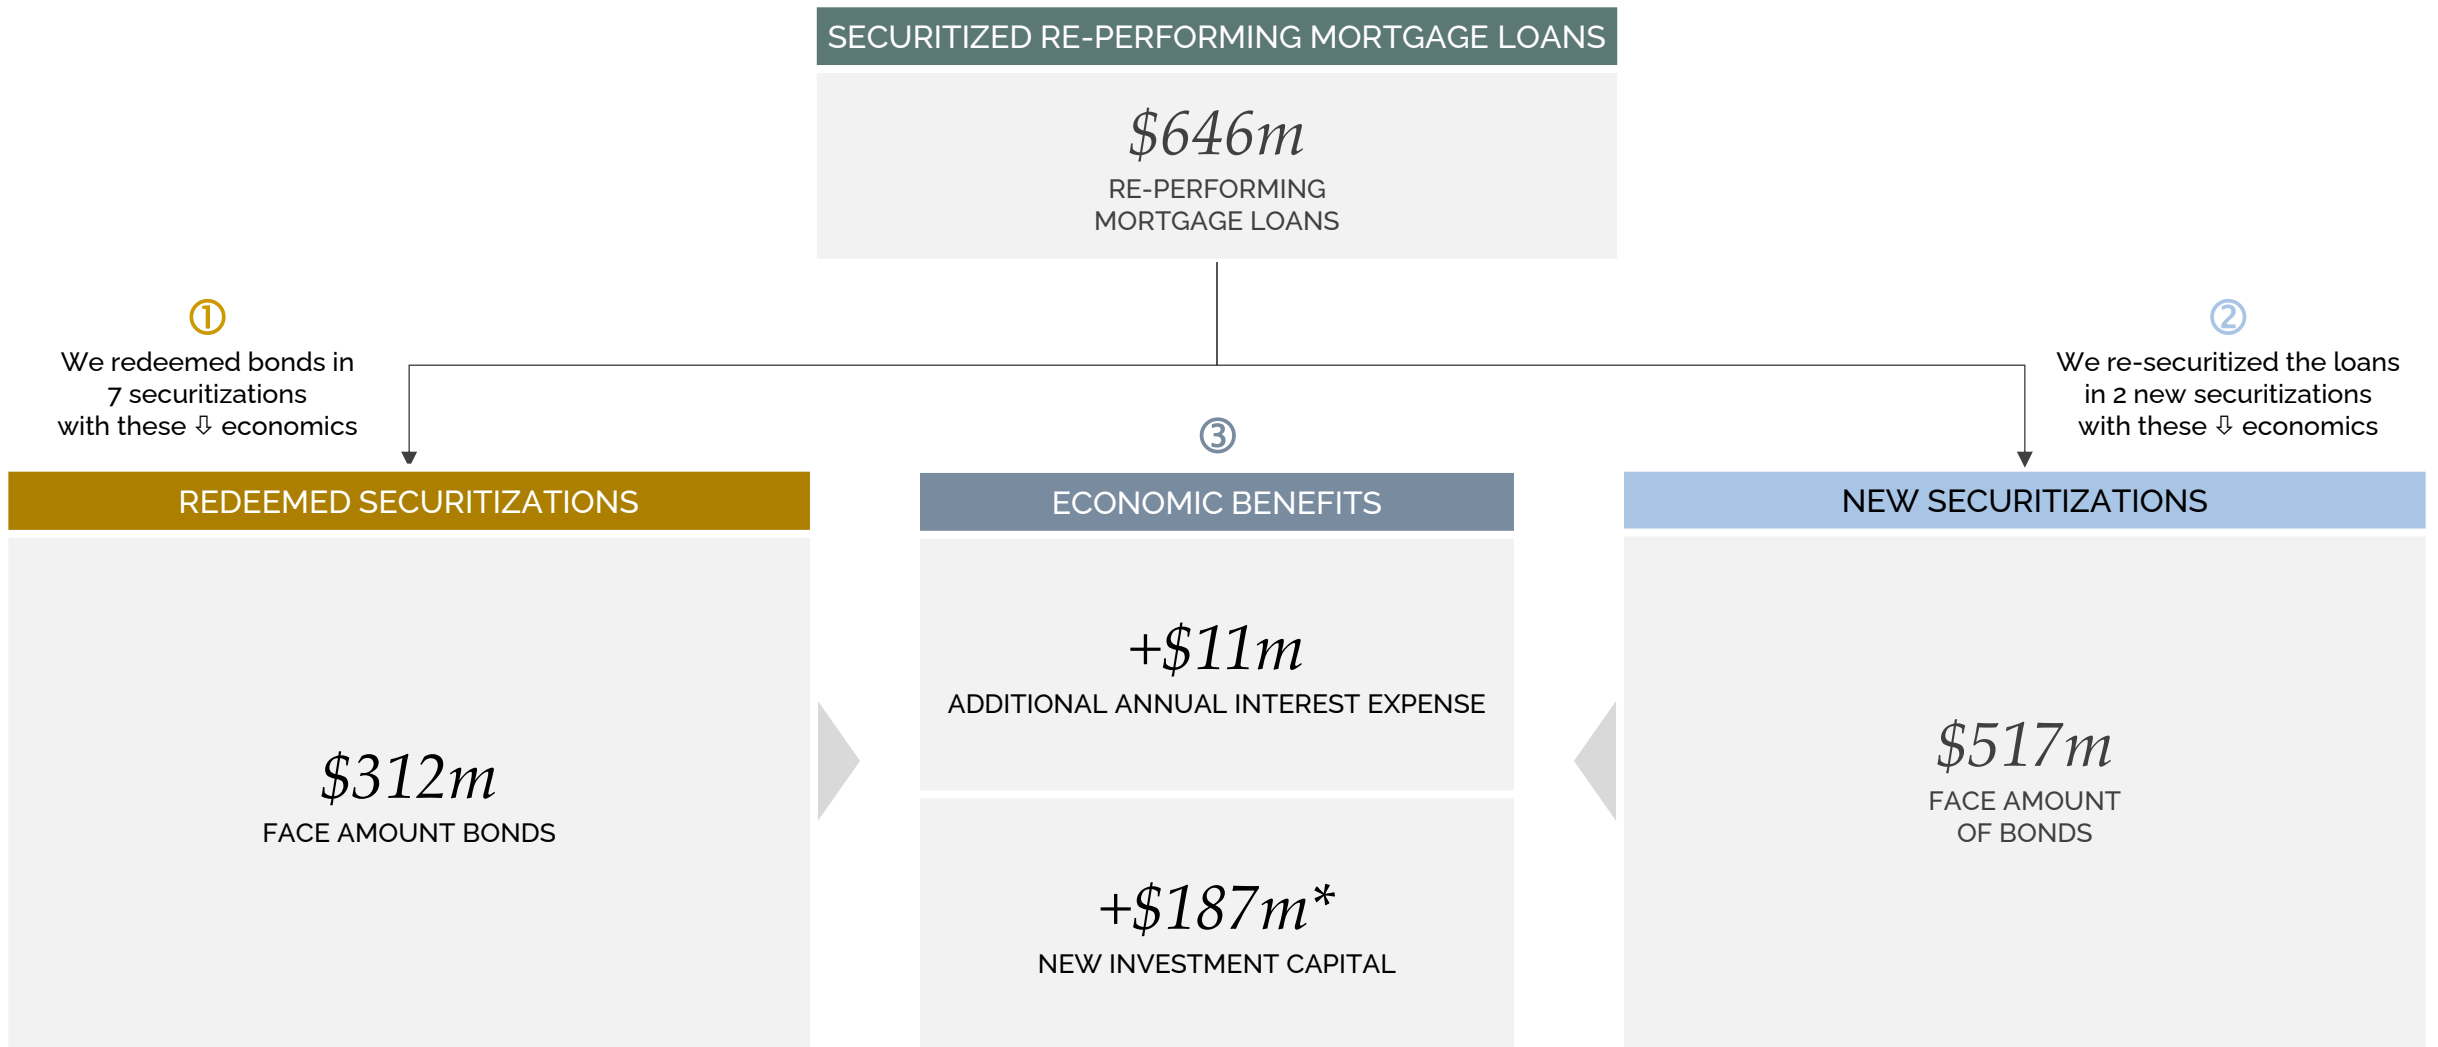 SECURITIZED RE-PERFORMING MORTGAGE LOANS
$646m
RE-PERFORMING
MORTGAGE LOANS
①
We redeemed bonds in
7 securitizations
with these ⇩ economics
②
We re-securitized the loans
in 2 new securitizations
with these ⇩ economics
REDEEMED SECURITIZATIONS
$312m
FACE AMOUNT BONDS
③
ECONOMIC BENEFITS
+$11m
ADDITIONAL ANNUAL INTEREST EXPENSE
+$187m*
NEW INVESTMENT CAPITAL
NEW SECURITIZATIONS
$517m
FACE AMOUNT
OF BONDS